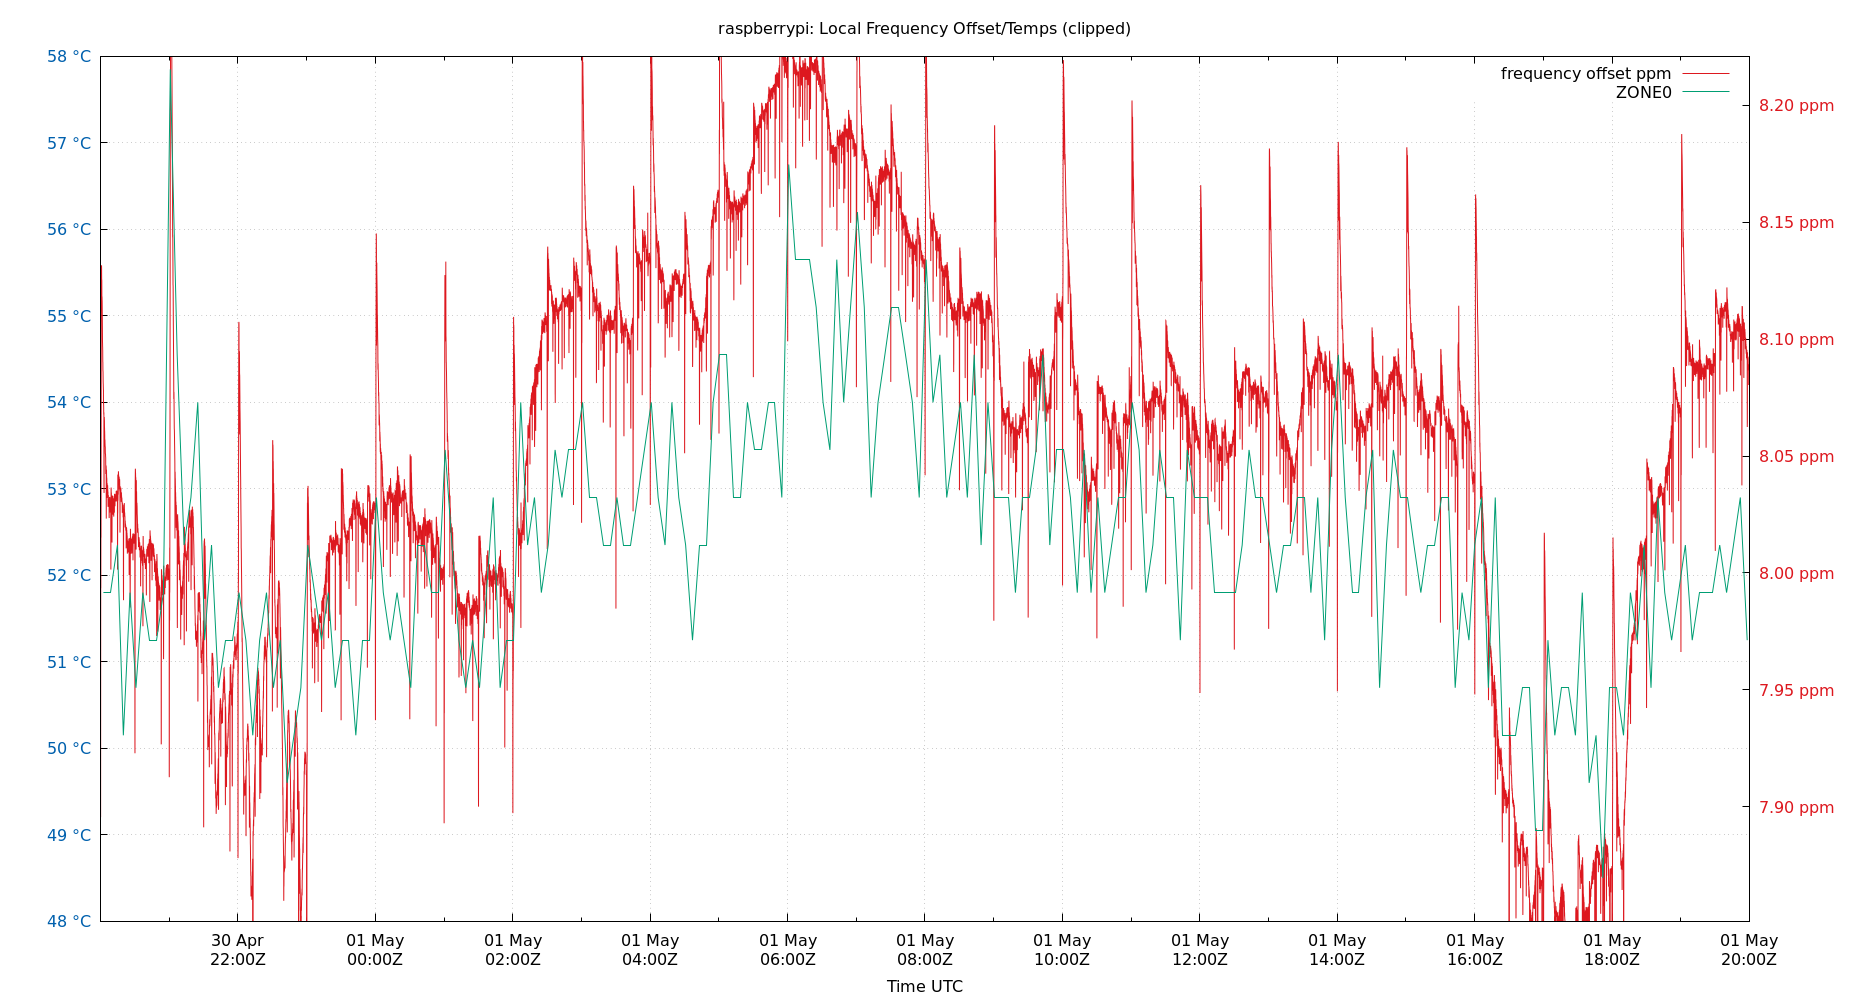 raspberrypi: Local Frequency Offset/Temps (clipped)
frequency offset ppm
ZONE0
58 °C
57 °C
56 °C
55 °C
54 °C
53 °C
52 °C
51 °C
50 °C
49 °C
48 °C
8.20 ppm
8.15 ppm
8.10 ppm
8.05 ppm
8.00 ppm
7.95 ppm
7.90 ppm
30 Apr
22:00Z
01 May
00:00Z
01 May
02:00Z
01 May
04:00Z
01 May
06:00Z
01 May
08:00Z
01 May
10:00Z
01 May
12:00Z
01 May
14:00Z
01 May
16:00Z
01 May
18:00Z
01 May
20:00Z
Time UTC